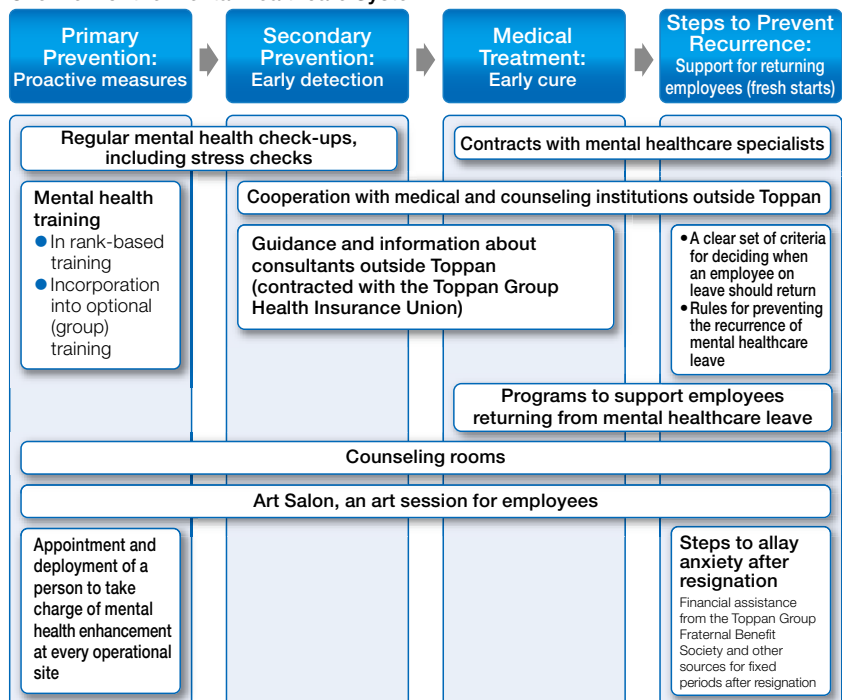 Primary
Prevention:
Proactive measures
Secondary
Prevention:
Early detection
Medical
Treatment:
Early cure
Steps to Prevent
Recurrence:
Support for returning
employees (fresh starts)
Regular mental health check-ups,
including stress checks
Contracts with mental healthcare specialists
Mental health
training
● In rank-based
training
● Incorporation
into optional
(group)
training
Cooperation with medical and counseling institutions outside Toppan
Guidance and information about
consultants outside Toppan
(contracted with the Toppan Group
Health Insurance Union)
• A clear set of criteria
for deciding when
an employee on
leave should return
• Rules for preventing
the recurrence of
mental healthcare
leave
Programs to support employees
returning from mental healthcare leave
Counseling rooms
Art Salon, an art session for employees
Appointment and
deployment of a
person to take
charge of mental
health enhancement
at every operational
site
Steps to allay
anxiety after
resignation
Financial assistance
from the Toppan Group
Fraternal Benefit
Society and other
sources for fixed
periods after resignation